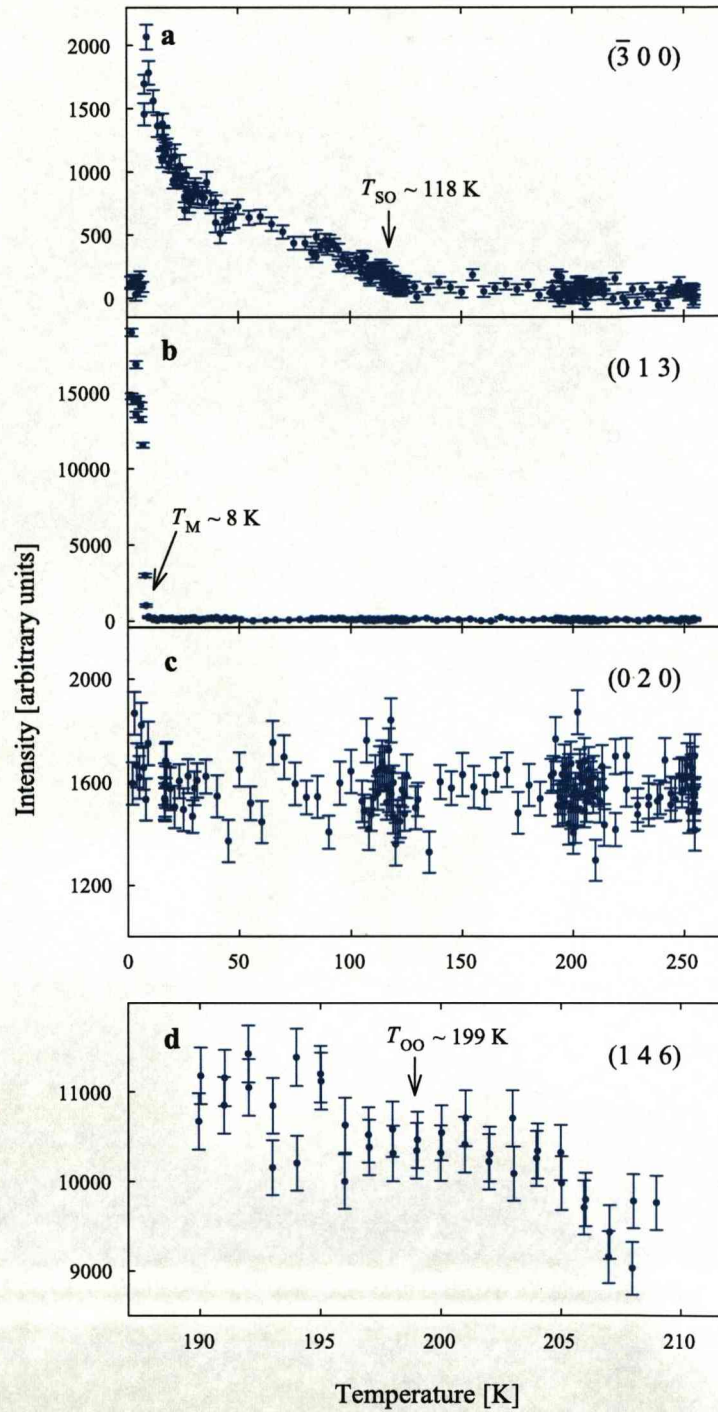 a
(3̅ 0 0)
2000
1500
1000
500
0
T_SO ~ 118 K
b
(0 1 3)
15000
10000
5000
0
T_M ~ 8 K
c
(0 2 0)
2000
1600
1200
0 50 100 150 200 250
Intensity [arbitrary units]
d
T_OO ~ 199 K
(1 4 6)
11000
10000
9000
190 195 200 205 210
Temperature [K]